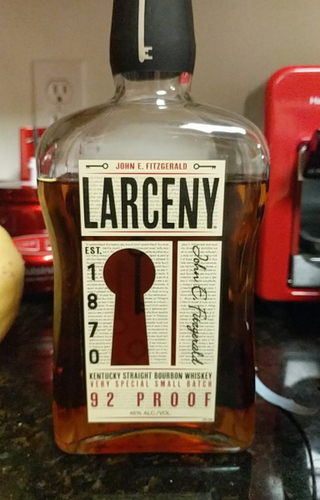 JOHN E. FITZGERALD
LARCENY
EST.
1
8
7
0
John E. Fitzgerald
KENTUCKY STRAIGHT BOURBON WHISKEY
VERY SPECIAL SMALL BATCH
92 PROOF
46% ALC/VOL